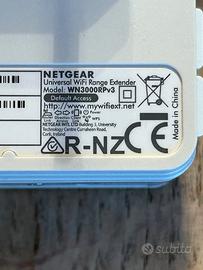 NETGEAR
Universal WiFi Range Extender
Model: WN3000RPv3
Default Access
http://www.mywifiext.net
WPS
NETGEAR INTL LTD Building 3, University
Technology Centre Curraheen Road,
Cork, Ireland
R-NZ CE
Made in China
subito